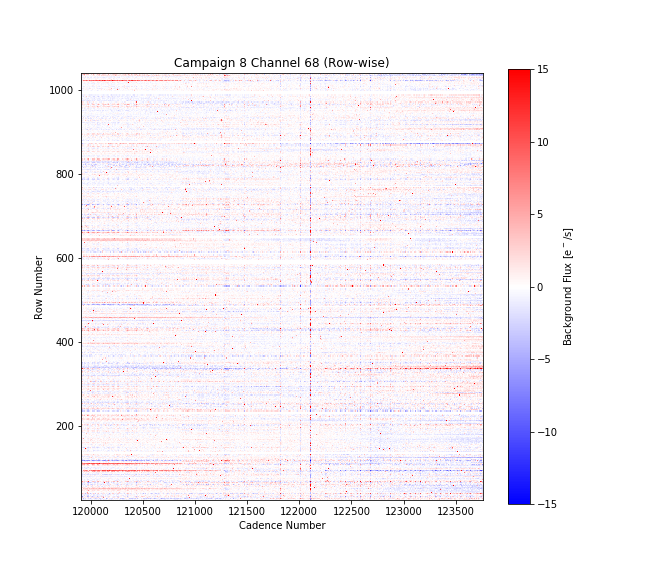 Campaign 8 Channel 68 (Row-wise)
1000
800
600
400
200
Row Number
120000 120500 121000 121500 122000 122500 123000 123500
Cadence Number
15
10
5
0
−5
−10
−15
Background Flux [e⁻/s]